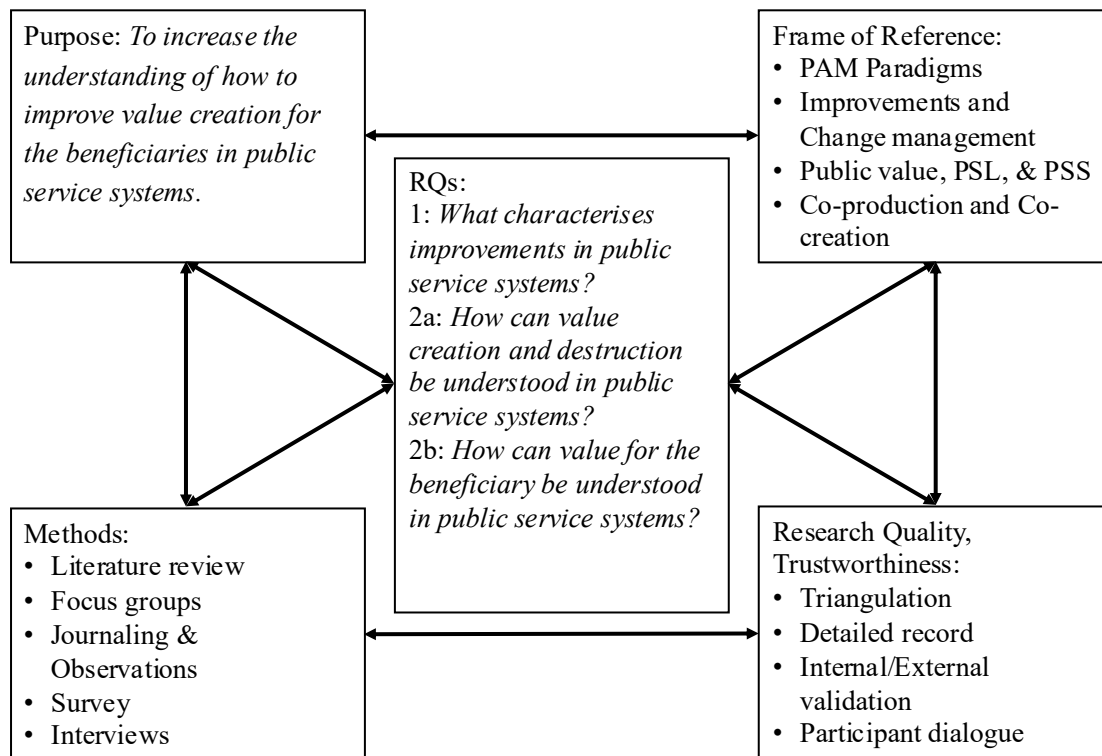 Purpose: To increase the
understanding of how to
improve value creation for
the beneficiaries in public
service systems.
Frame of Reference:
• PAM Paradigms
• Improvements and
Change management
• Public value, PSL, & PSS
• Co-production and Co-
creation
RQs:
1: What characterises
improvements in public
service systems?
2a: How can value
creation and destruction
be understood in public
service systems?
2b: How can value for the
beneficiary be understood
in public service systems?
Methods:
• Literature review
• Focus groups
• Journaling &
Observations
• Survey
• Interviews
Research Quality,
Trustworthiness:
• Triangulation
• Detailed record
• Internal/External
validation
• Participant dialogue